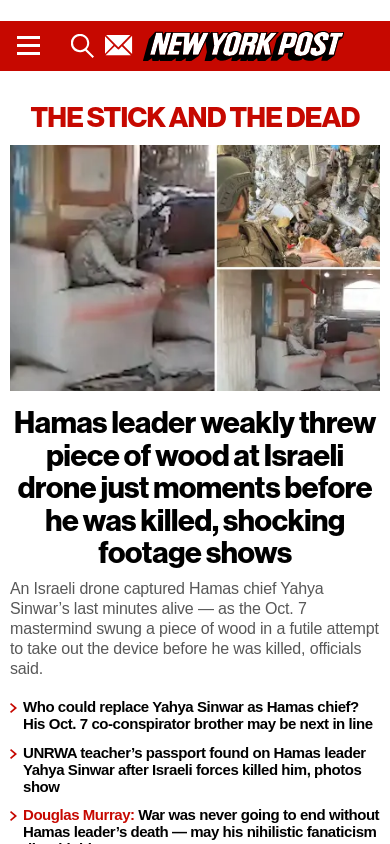 NEW YORK POST
THE STICK AND THE DEAD
Hamas leader weakly threw
piece of wood at Israeli
drone just moments before
he was killed, shocking
footage shows
An Israeli drone captured Hamas chief Yahya
Sinwar’s last minutes alive — as the Oct. 7
mastermind swung a piece of wood in a futile attempt
to take out the device before he was killed, officials
said.
Who could replace Yahya Sinwar as Hamas chief?
His Oct. 7 co-conspirator brother may be next in line
UNRWA teacher’s passport found on Hamas leader
Yahya Sinwar after Israeli forces killed him, photos
show
Douglas Murray: War was never going to end without
Hamas leader’s death — may his nihilistic fanaticism